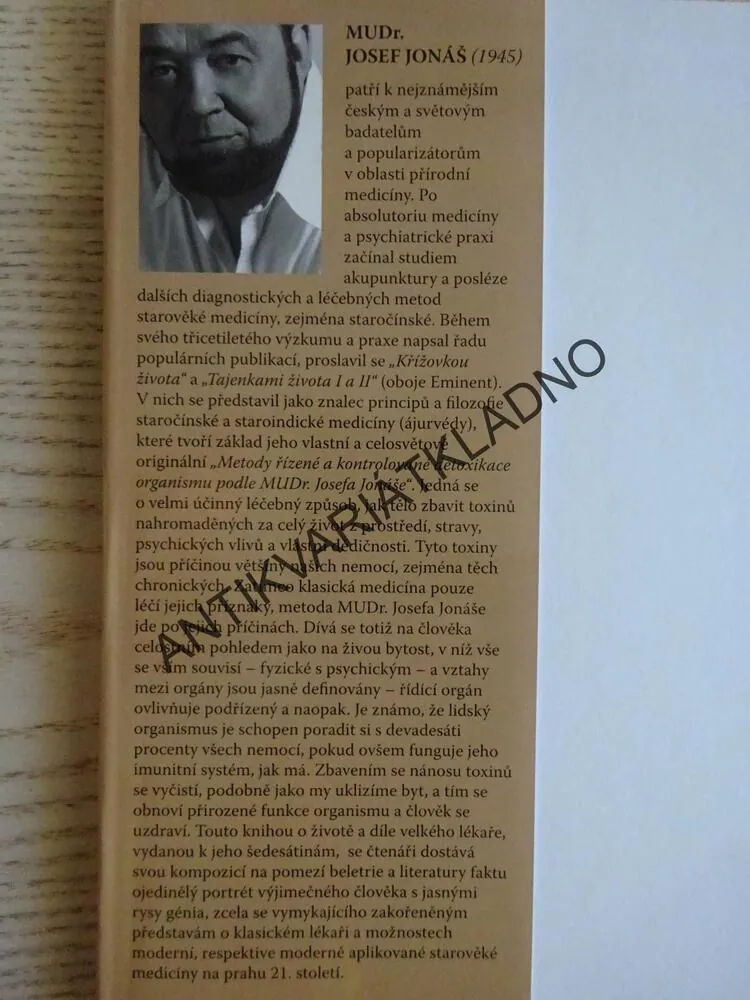 MUDr.
JOSEF JONÁŠ (1945)
patří k nejznámějším
českým a světovým
badatelům
a popularizátorům
v oblasti přírodní
medicíny. Po
absolutoriu medicíny
a psychiatrické praxi
začínal studiem
akupunktury a posléze
dalších diagnostických a léčebných metod
starověké medicíny, zejména staročínské. Během
svého třicetiletého výzkumu a praxe napsal řadu
populárních publikací, proslavil se „Křížovkou
života“ a „Tajenkami života I a II“ (oboje Eminent).
V nich se představil jako znalec principů a filozofie
staročínské a staroindické medicíny (ájurvédy),
které tvoří základ jeho vlastní a celosvětově
originální „Metody řízené a kontrolované detoxikace
organismu podle MUDr. Josefa Jonáše“. Jedná se
o velmi účinný léčebný způsob, jak tělo zbavit toxinů
nahromaděných za celý život z prostředí, stravy,
psychických vlivů a vlastní dědičnosti. Tyto toxiny
jsou příčinou většiny našich nemocí, zejména těch
chronických. Zatímco klasická medicína pouze
léčí jejich příznaky, metoda MUDr. Josefa Jonáše
jde po jejich příčinách. Dívá se totiž na člověka
celostním pohledem jako na živou bytost, v níž vše
se vším souvisí – fyzické s psychickým – a vztahy
mezi orgány jsou jasně definovány – řídící orgán
ovlivňuje podřízený a naopak. Je známo, že lidský
organismus je schopen poradit si s devadesáti
procenty všech nemocí, pokud ovšem funguje jeho
imunitní systém, jak má. Zbavením se nánosu toxinů
se vyčistí, podobně jako my uklízíme byt, a tím se
obnoví přirozené funkce organismu a člověk se
uzdraví. Touto knihou o životě a díle velkého lékaře,
vydanou k jeho šedesátinám, se čtenáři dostává
svou kompozicí na pomezí beletrie a literatury faktu
ojedinělý portrét výjimečného člověka s jasnými
rysy génia, zcela se vymykajícího zakořeněným
představám o klasickém lékaři a možnostech
moderní, respektive moderně aplikované starověké
medicíny na prahu 21. století.
ANTIKVARIÁTKLADNO